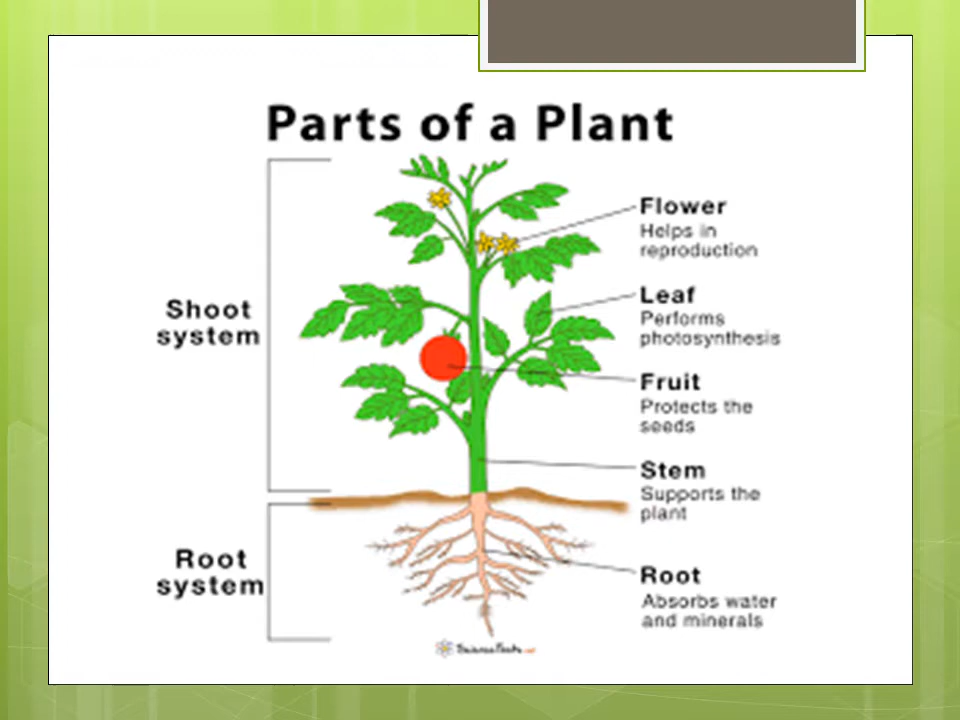 Parts of a Plant
Shoot
system
Flower
Helps in
reproduction
Leaf
Performs
photosynthesis
Fruit
Protects the
seeds
Stem
Supports the
plant
Root
system
Root
Absorbs water
and minerals